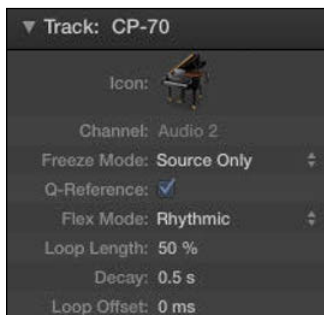 Track: CP-70
Icon:
Channel: Audio 2
Freeze Mode: Source Only
Q-Reference:
Flex Mode: Rhythmic
Loop Length: 50 %
Decay: 0.5 s
Loop Offset: 0 ms